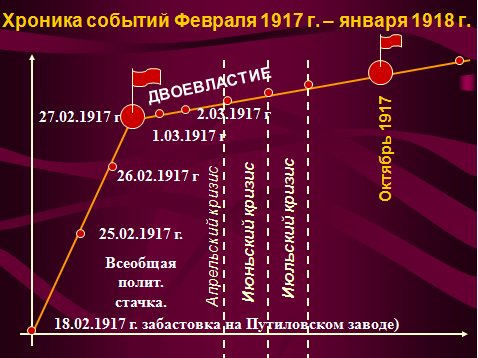 Хроника событий Февраля 1917 г. – января 1918 г.
ДВОЕВЛАСТИЕ
27.02.1917 г
2.03.1917 г
1.03.1917 г
26.02.1917 г
25.02.1917 г.
Всеобщая
полит.
стачка.
Апрельский кризис
Июньский кризис
Июльский кризис
Октябрь 1917
18.02.1917 г. забастовка на Путиловском заводе)